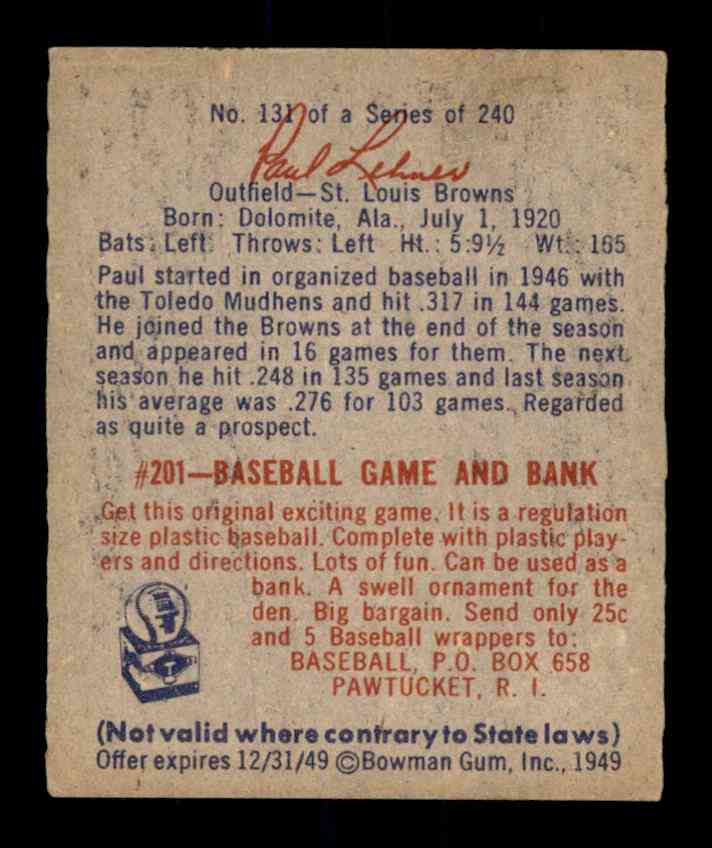 No. 131 of a Series of 240
Paul Lehner
Outfield—St. Louis Browns
Born: Dolomite, Ala., July 1, 1920
Bats: Left Throws: Left Ht.: 5:9½ Wt.: 165
Paul started in organized baseball in 1946 with
the Toledo Mudhens and hit .317 in 144 games.
He joined the Browns at the end of the season
and appeared in 16 games for them. The next
season he hit .248 in 135 games and last season
his average was .276 for 103 games. Regarded
as quite a prospect.
#201—BASEBALL GAME AND BANK
Get this original exciting game. It is a regulation
size plastic baseball. Complete with plastic play-
ers and directions. Lots of fun. Can be used as a
bank. A swell ornament for the
den. Big bargain. Send only 25c
and 5 Baseball wrappers to:
BASEBALL, P.O. BOX 658
PAWTUCKET, R. I.
(Not valid where contrary to State laws)
Offer expires 12/31/49 ©Bowman Gum, Inc., 1949